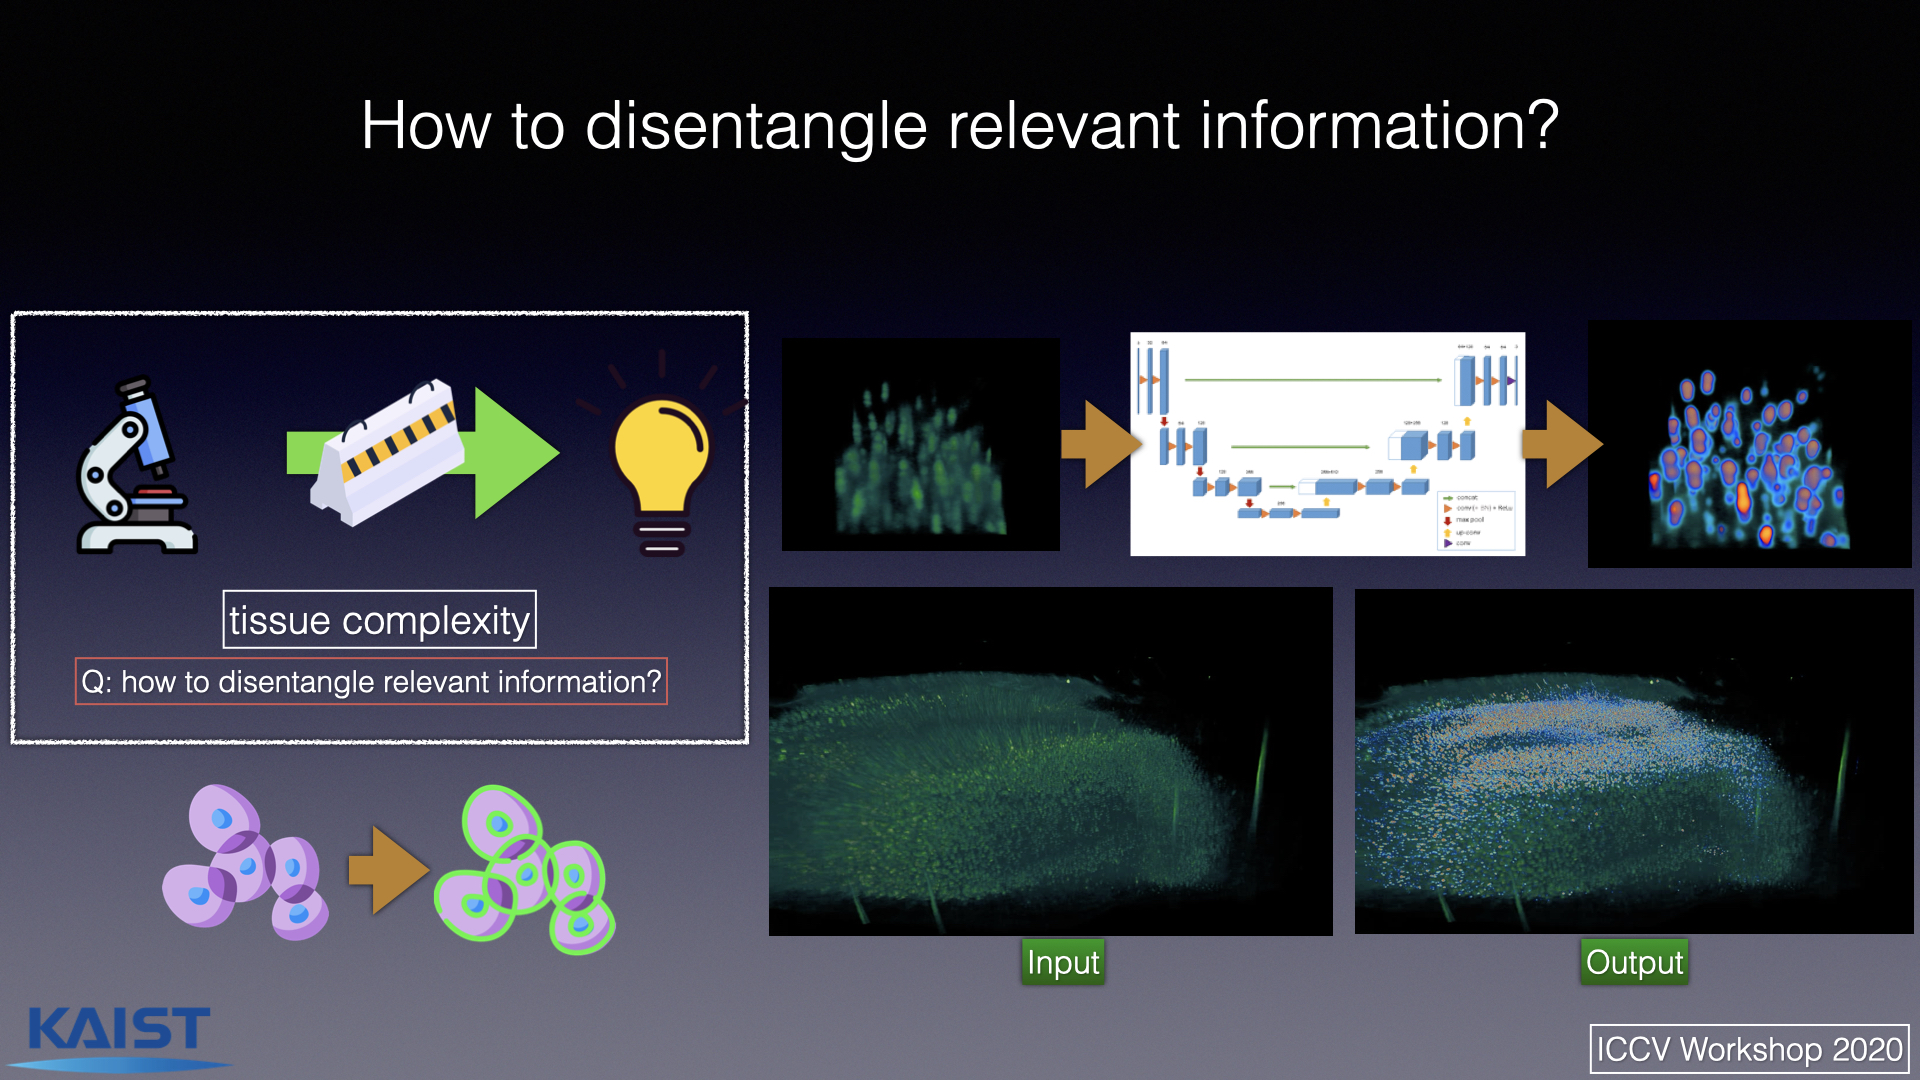 How to disentangle relevant information?
tissue complexity
Q: how to disentangle relevant information?
concat
conv (+ BN) + ReLU
max pool
up-conv
conv
Input
Output
KAIST
ICCV Workshop 2020